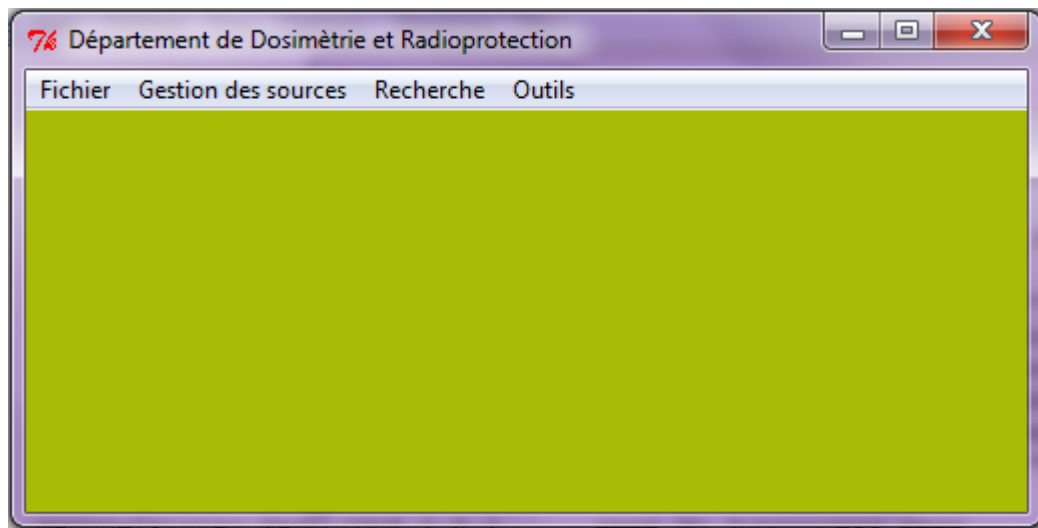 Département de Dosimètrie et Radioprotection
Fichier Gestion des sources Recherche Outils